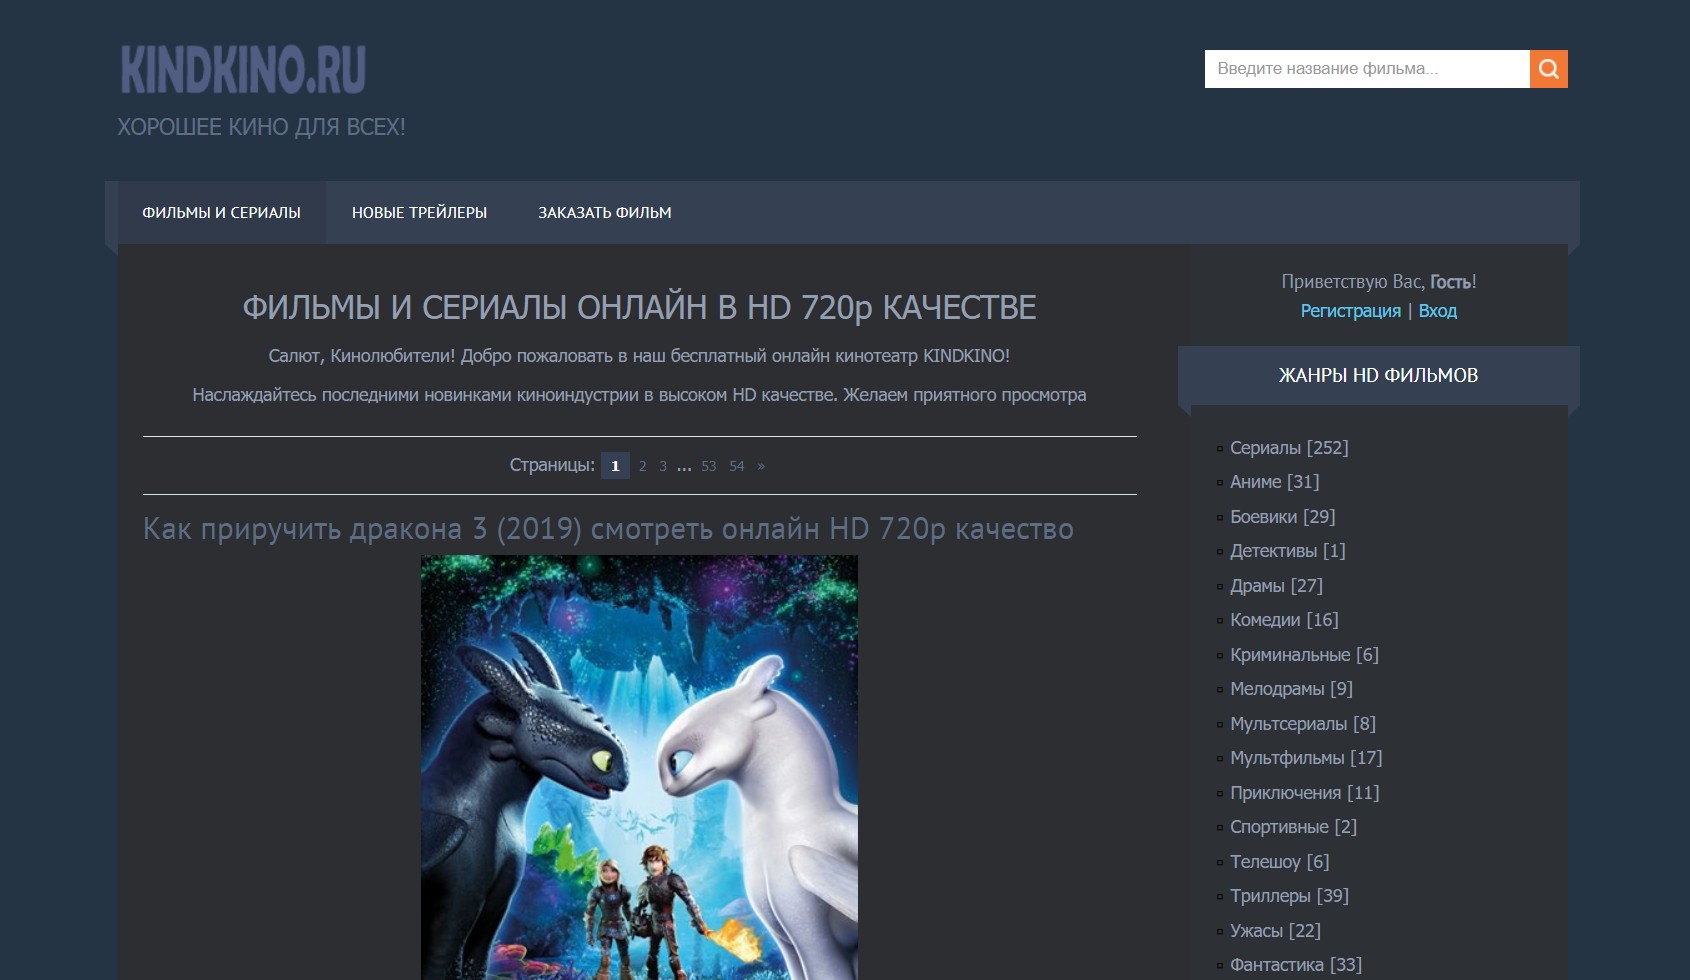 KINDKINO.RU
ХОРОШЕЕ КИНО ДЛЯ ВСЕХ!
Введите название фильма...
ФИЛЬМЫ И СЕРИАЛЫ
НОВЫЕ ТРЕЙЛЕРЫ
ЗАКАЗАТЬ ФИЛЬМ
ФИЛЬМЫ И СЕРИАЛЫ ОНЛАЙН В HD 720p КАЧЕСТВЕ
Салют, Кинолюбители! Добро пожаловать в наш бесплатный онлайн кинотеатр KINDKINO!
Наслаждайтесь последними новинками киноиндустрии в высоком HD качестве. Желаем приятного просмотра
Страницы: 1 2 3 ... 53 54 »
Как приручить дракона 3 (2019) смотреть онлайн HD 720p качество
Приветствую Вас, Гость!
Регистрация | Вход
ЖАНРЫ HD ФИЛЬМОВ
Сериалы [252]
Аниме [31]
Боевики [29]
Детективы [1]
Драмы [27]
Комедии [16]
Криминальные [6]
Мелодрамы [9]
Мультсериалы [8]
Мультфильмы [17]
Приключения [11]
Спортивные [2]
Телешоу [6]
Триллеры [39]
Ужасы [22]
Фантастика [33]